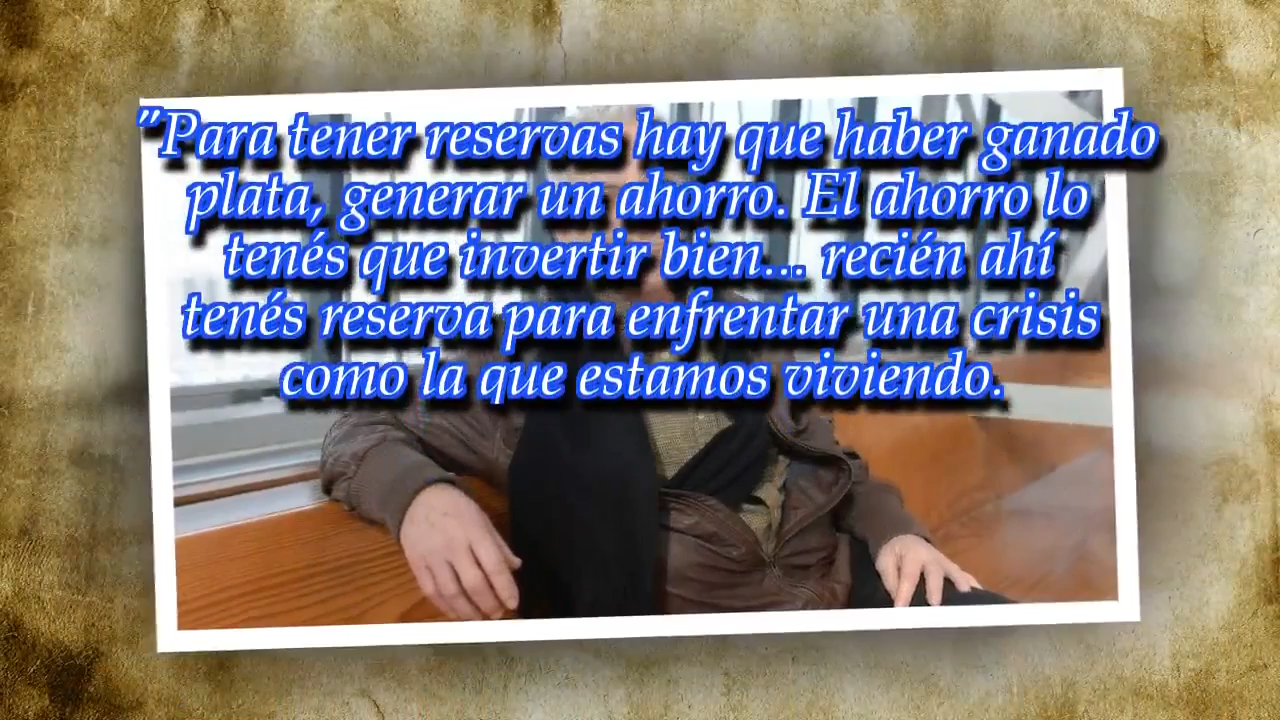 "Para tener reservas hay que haber ganado
plata, generar un ahorro. El ahorro lo
tenés que invertir bien... recién ahí
tenés reserva para enfrentar una crisis
como la que estamos viviendo.